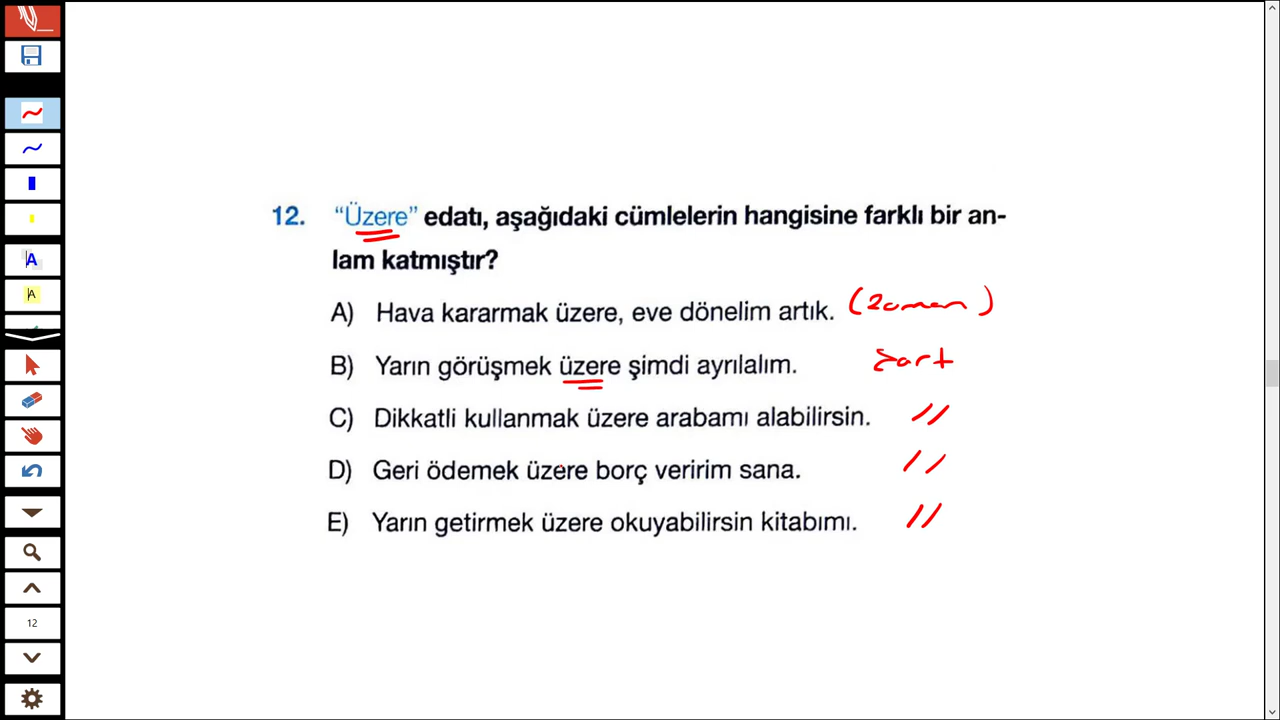 12. “Üzere” edatı, aşağıdaki cümlelerin hangisine farklı bir an-
lam katmıştır?
A) Hava kararmak üzere, eve dönelim artık. (zaman)
B) Yarın görüşmek üzere şimdi ayrılalım. şart
C) Dikkatli kullanmak üzere arabamı alabilirsin. //
D) Geri ödemek üzere borç veririm sana. //
E) Yarın getirmek üzere okuyabilirsin kitabımı. //
A
A
12